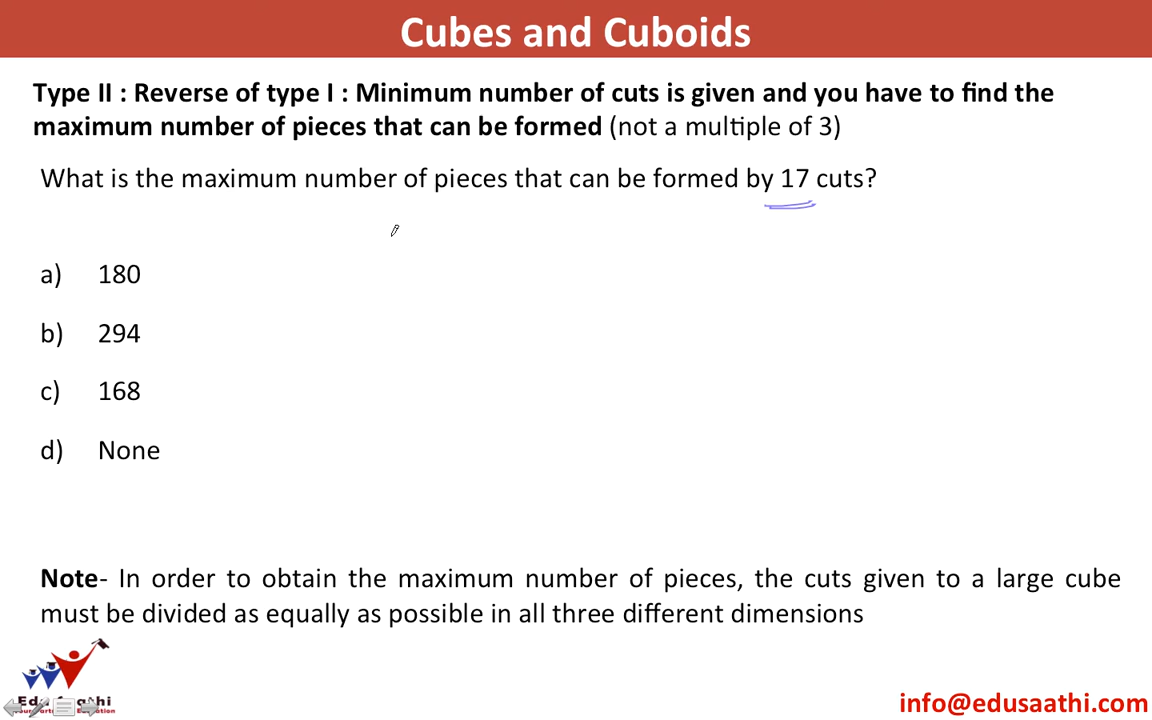 Cubes and Cuboids
Type II : Reverse of type I : Minimum number of cuts is given and you have to find the
maximum number of pieces that can be formed (not a multiple of 3)
What is the maximum number of pieces that can be formed by 17 cuts?
a) 180
b) 294
c) 168
d) None
Note- In order to obtain the maximum number of pieces, the cuts given to a large cube
must be divided as equally as possible in all three different dimensions
info@edusaathi.com